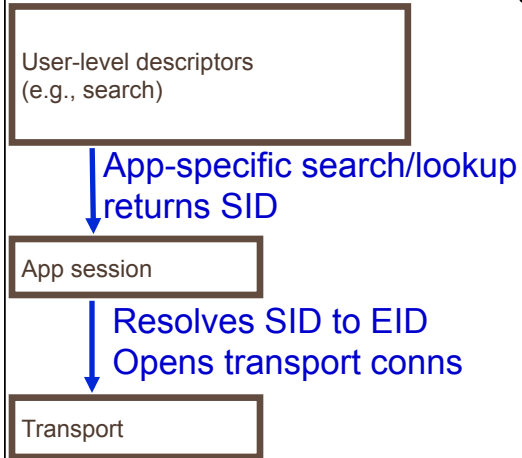 User-level descriptors
(e.g., search)
App-specific search/lookup
returns SID
App session
Resolves SID to EID
Opens transport conns
Transport